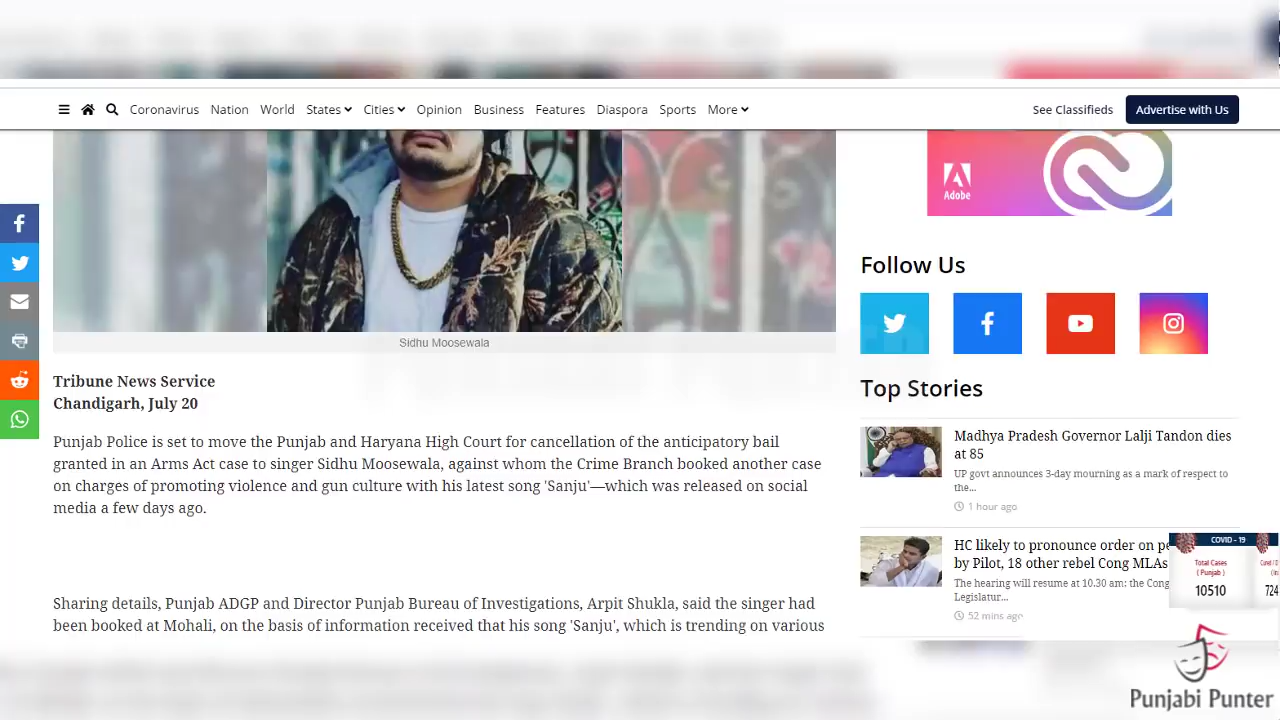 Coronavirus Nation World States Cities Opinion Business Features Diaspora Sports More See Classifieds Advertise with Us
Adobe
Sidhu Moosewala
Tribune News Service
Chandigarh, July 20
Punjab Police is set to move the Punjab and Haryana High Court for cancellation of the anticipatory bail
granted in an Arms Act case to singer Sidhu Moosewala, against whom the Crime Branch booked another case
on charges of promoting violence and gun culture with his latest song 'Sanju'—which was released on social
media a few days ago.
Sharing details, Punjab ADGP and Director Punjab Bureau of Investigations, Arpit Shukla, said the singer had
been booked at Mohali, on the basis of information received that his song 'Sanju', which is trending on various
Follow Us
Top Stories
Madhya Pradesh Governor Lalji Tandon dies
at 85
UP govt announces 3-day mourning as a mark of respect to
the...
1 hour ago
HC likely to pronounce order on pe
by Pilot, 18 other rebel Cong MLAs
The hearing will resume at 10.30 am: the Cong
Legislatur...
52 mins ago
COVID - 19
Total Cases
( Punjab )
10510
724
Punjabi Punter